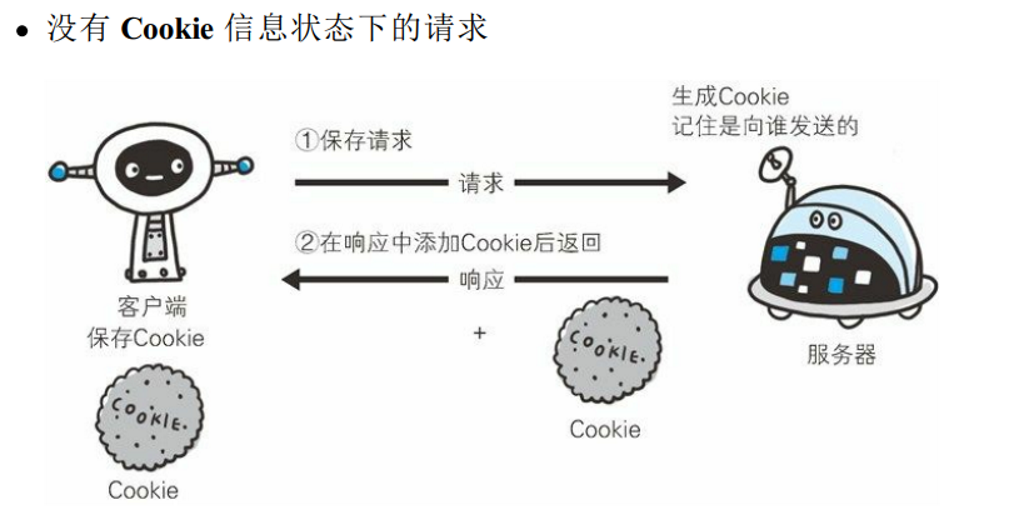 • 没有 Cookie 信息状态下的请求
生成Cookie
记住是向谁发送的
①保存请求
请求
②在响应中添加Cookie后返回
响应
+
客户端
保存Cookie
服务器
COOKIE.
Cookie
COOKIE.
Cookie